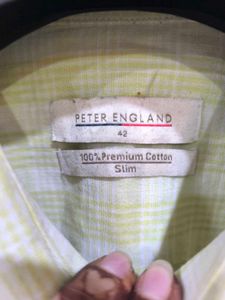 PETER ENGLAND
42
100% Premium Cotton
Slim